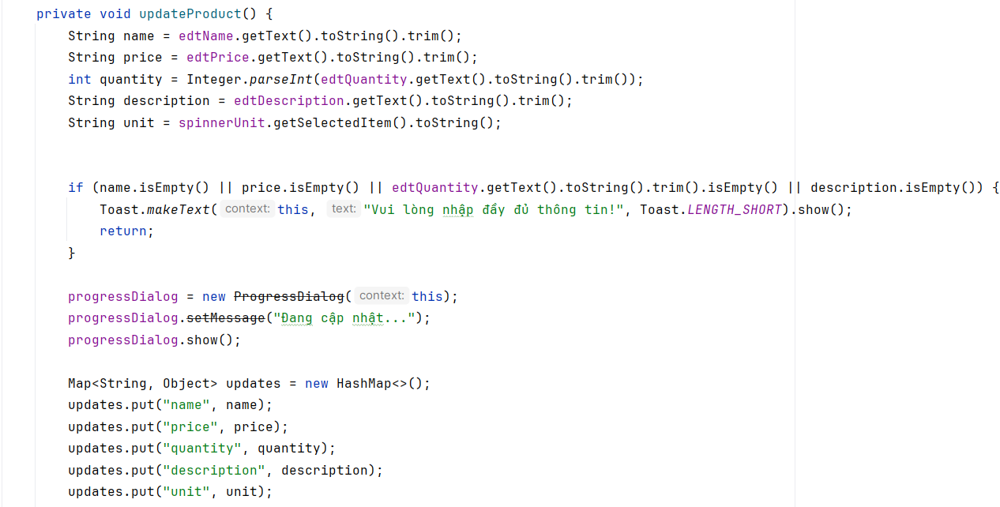 private void updateProduct() {
String name = edtName.getText().toString().trim();
String price = edtPrice.getText().toString().trim();
int quantity = Integer.parseInt(edtQuantity.getText().toString().trim());
String description = edtDescription.getText().toString().trim();
String unit = spinnerUnit.getSelectedItem().toString();
if (name.isEmpty() || price.isEmpty() || edtQuantity.getText().toString().trim().isEmpty() || description.isEmpty()) {
Toast.makeText( context: this, text: "Vui lòng nhập đầy đủ thông tin!", Toast.LENGTH_SHORT).show();
return;
}
progressDialog = new ProgressDialog( context: this);
progressDialog.setMessage("Đang cập nhật...");
progressDialog.show();
Map<String, Object> updates = new HashMap<>();
updates.put("name", name);
updates.put("price", price);
updates.put("quantity", quantity);
updates.put("description", description);
updates.put("unit", unit);